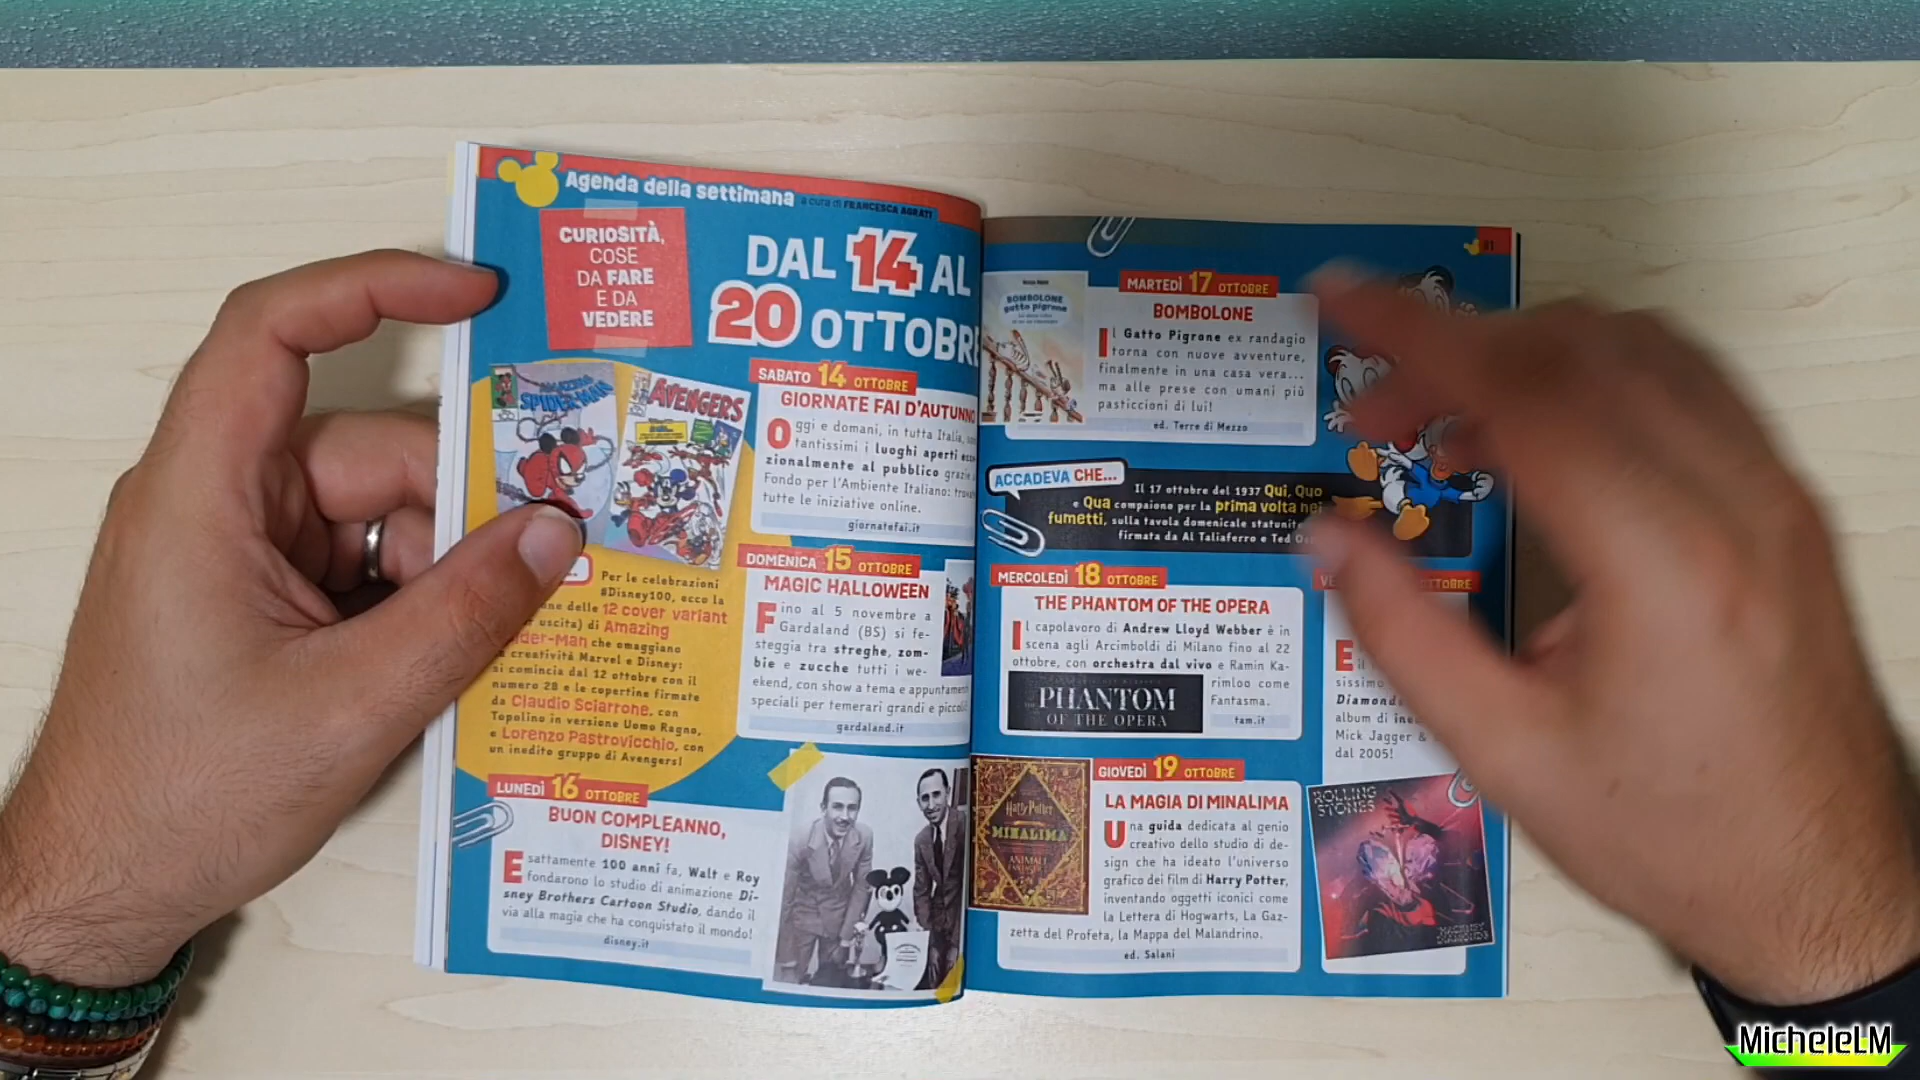 Agenda della settimana a cura di FRANCESCA AGRATI
CURIOSITÀ,
COSE
DA FARE
E DA
VEDERE
DAL 14 AL
20 OTTOBRE
AMAZING
SPIDER-MAN
AVENGERS
Per le celebrazioni
#Disney100, ecco la
delle 12 cover variant
uscita) di Amazing
che omaggiano
creatività Marvel e Disney:
si comincia dal 12 ottobre con il
numero 28 e le copertine firmate
da Claudio Sciarrone, con
Topolino in versione Uomo Ragno,
e Lorenzo Pastrovicchio, con
un inedito gruppo di Avengers!
SABATO 14 OTTOBRE
GIORNATE FAI D'AUTUNNO
Oggi e domani, in tutta Italia,
tantissimi i luoghi aperti
zionalmente al pubblico
Fondo per l'Ambiente Italiano:
tutte le iniziative online.
giornatefai.it
DOMENICA 15 OTTOBRE
MAGIC HALLOWEEN
Fino al 5 novembre a
Gardaland (BS) si fe-
steggia tra streghe, zom-
bie e zucche tutti i we-
ekend, con show a tema e appuntamenti
speciali per temerari grandi e piccoli!
gardaland.it
LUNEDÌ 16 OTTOBRE
BUON COMPLEANNO,
DISNEY!
Esattamente 100 anni fa, Walt e Roy
fondarono lo studio di animazione Di-
sney Brothers Cartoon Studio, dando il
via alla magia che ha conquistato il mondo!
disney.it
91
BOMBOLONE
gatto pigrone
MARTEDÌ 17 OTTOBRE
BOMBOLONE
Il Gatto Pigrone ex randagio
torna con nuove avventure,
finalmente in una casa vera...
ma alle prese con umani più
pasticcioni di lui!
ed. Terre di Mezzo
ACCADEVA CHE...
Il 17 ottobre del 1937 Qui, Quo
e Qua compaiono per la prima volta nei
fumetti, sulla tavola domenicale
firmata da Al Taliaferro e Ted
MERCOLEDÌ 18 OTTOBRE
THE PHANTOM OF THE OPERA
Il capolavoro di Andrew Lloyd Webber è in
scena agli Arcimboldi di Milano fino al 22
ottobre, con orchestra dal vivo e Ramin Ka-
rimloo come
Fantasma.
tam.it
PHANTOM
OF THE OPERA
GIOVEDÌ 19 OTTOBRE
LA MAGIA DI MINALIMA
Una guida dedicata al genio
creativo dello studio di de-
sign che ha ideato l'universo
grafico dei film di Harry Potter,
inventando oggetti iconici come
la Lettera di Hogwarts, La Gaz-
zetta del Profeta, la Mappa del Malandrino.
ed. Salani
Harry Potter
MINALIMA
ANIMALI
FANTASTICI
VE OTTOBRE
E
il
sissimo
album di
Mick Jagger &
dal 2005!
ROLLING
STONES
HACKNEY
DIAMONDS
MicheleLM